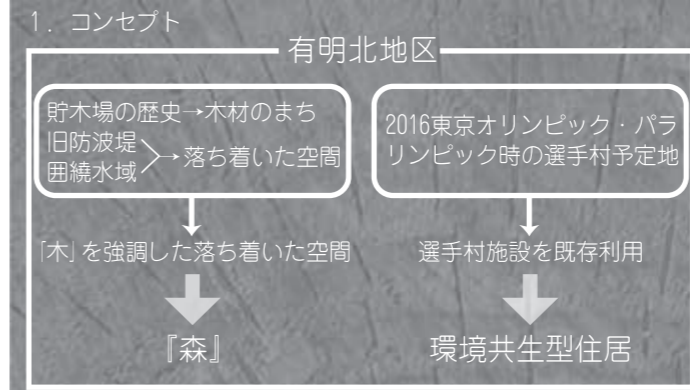 1．コンセプト
有明北地区
貯木場の歴史→木材のまち
旧防波堤
囲繞水域
→落ち着いた空間
「木」を強調した落ち着いた空間
『森』
2016東京オリンピック・パラ
リンピック時の選手村予定地
選手村施設を既存利用
環境共生型住居